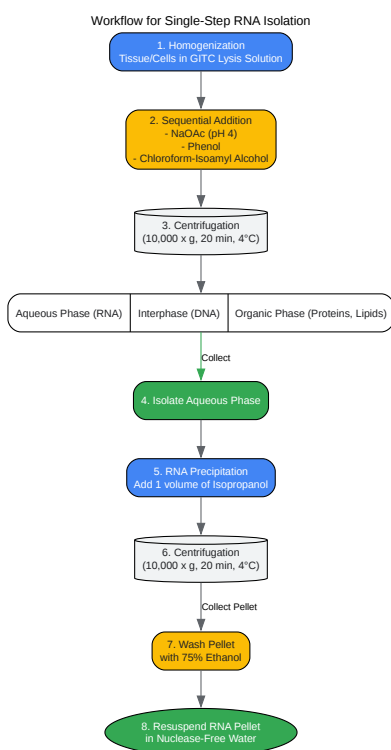 Workflow for Single-Step RNA Isolation
1. Homogenization
Tissue/Cells in GITC Lysis Solution
2. Sequential Addition
- NaOAc (pH 4)
- Phenol
- Chloroform-Isoamyl Alcohol
3. Centrifugation
(10,000 x g, 20 min, 4°C)
Aqueous Phase (RNA)
Interphase (DNA)
Organic Phase (Proteins, Lipids)
Collect
4. Isolate Aqueous Phase
5. RNA Precipitation
Add 1 volume of Isopropanol
6. Centrifugation
(10,000 x g, 20 min, 4°C)
Collect Pellet
7. Wash Pellet
with 75% Ethanol
8. Resuspend RNA Pellet
in Nuclease-Free Water